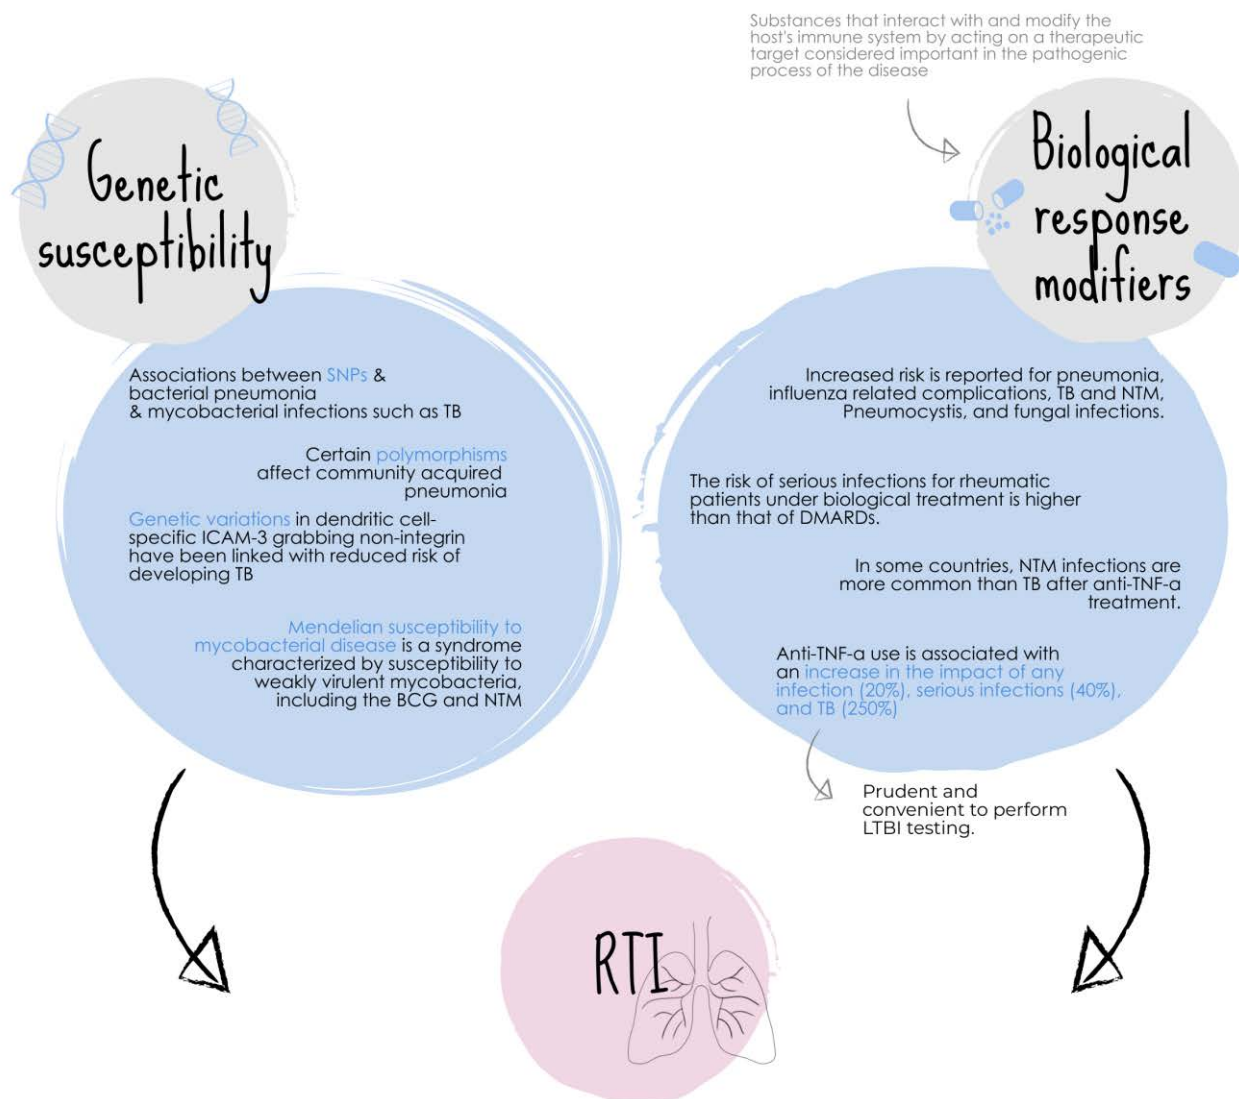 Genetic
susceptibility
Associations between SNPs &
bacterial pneumonia
& mycobacterial infections such as TB
Certain polymorphisms
affect community acquired
pneumonia
Genetic variations in dendritic cell-
specific ICAM-3 grabbing non-integrin
have been linked with reduced risk of
developing TB
Mendelian susceptibility to
mycobacterial disease is a syndrome
characterized by susceptibility to
weakly virulent mycobacteria,
including the BCG and NTM
Substances that interact with and modify the
host's immune system by acting on a therapeutic
target considered important in the pathogenic
process of the disease
Biological
response
modifiers
Increased risk is reported for pneumonia,
influenza related complications, TB and NTM,
Pneumocystis, and fungal infections.
The risk of serious infections for rheumatic
patients under biological treatment is higher
than that of DMARDs.
In some countries, NTM infections are
more common than TB after anti-TNF-a
treatment.
Anti-TNF-a use is associated with
an increase in the impact of any
infection (20%), serious infections (40%),
and TB (250%)
Prudent and
convenient to perform
LTBI testing.
RTI